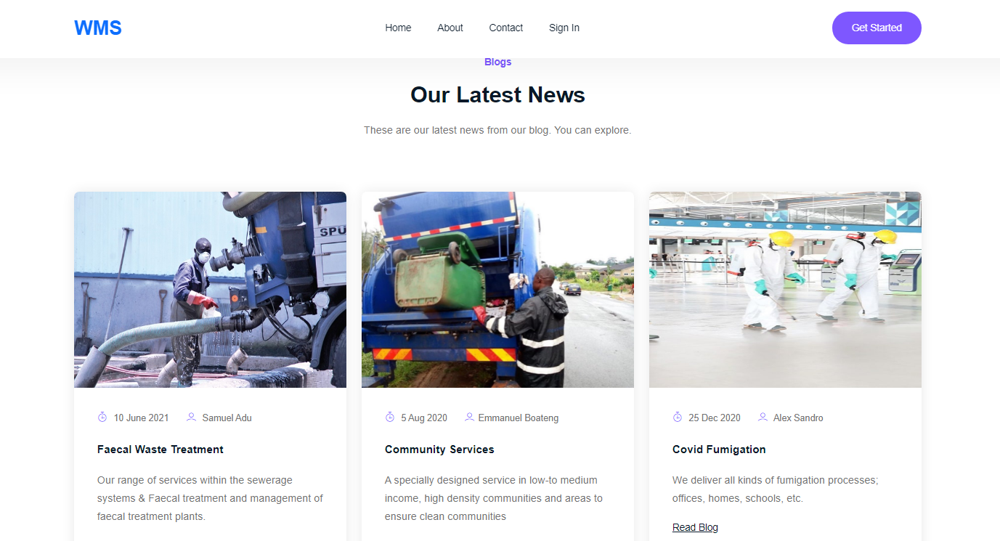 WMS
Home About Contact Sign In
Get Started
Blogs
Our Latest News
These are our latest news from our blog. You can explore.
SPU
10 June 2021 Samuel Adu
Faecal Waste Treatment
Our range of services within the sewerage
systems & Faecal treatment and management of
faecal treatment plants.
5 Aug 2020 Emmanuel Boateng
Community Services
A specially designed service in low-to medium
income, high density communities and areas to
ensure clean communities
25 Dec 2020 Alex Sandro
Covid Fumigation
We deliver all kinds of fumigation processes;
offices, homes, schools, etc.
Read Blog